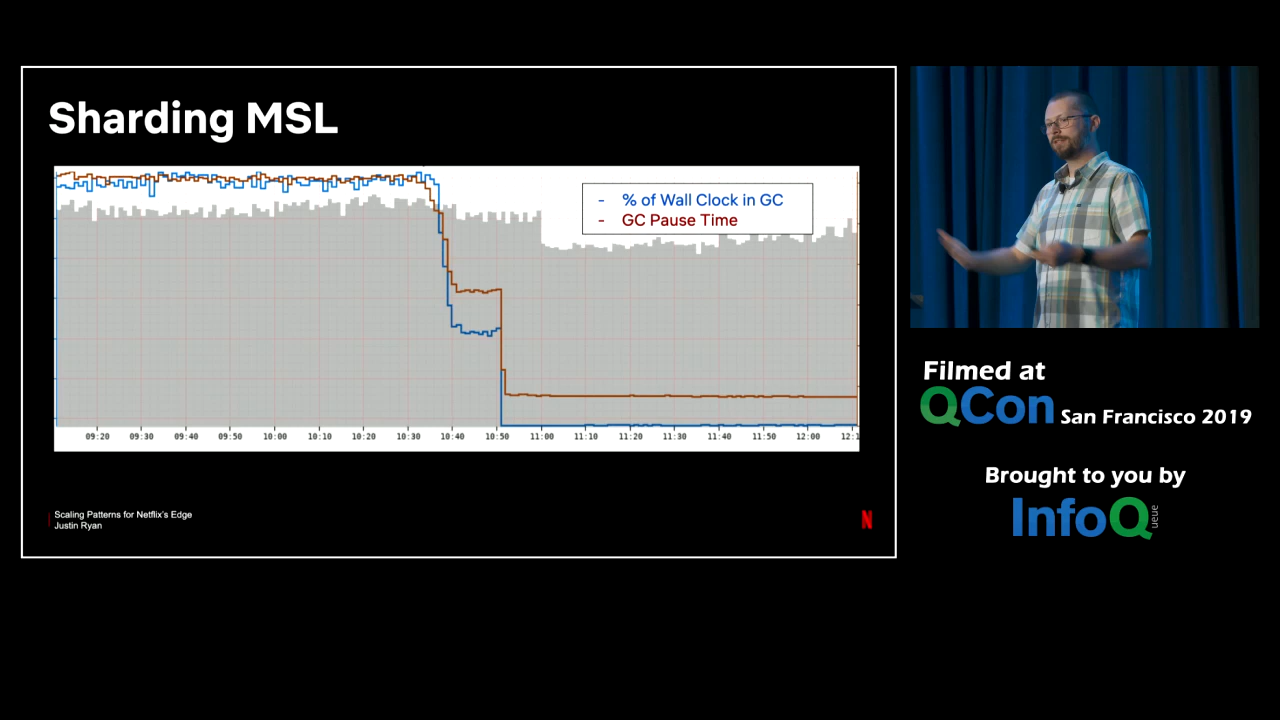 Sharding MSL
- % of Wall Clock in GC
- GC Pause Time
09:20 09:30 09:40 09:50 10:00 10:10 10:20 10:30 10:40 10:50 11:00 11:10 11:20 11:30 11:40 11:50 12:00 12:1
Scaling Patterns for Netflix's Edge
Justin Ryan
N
Filmed at
QCon San Francisco 2019
Brought to you by
InfoQ
ueue